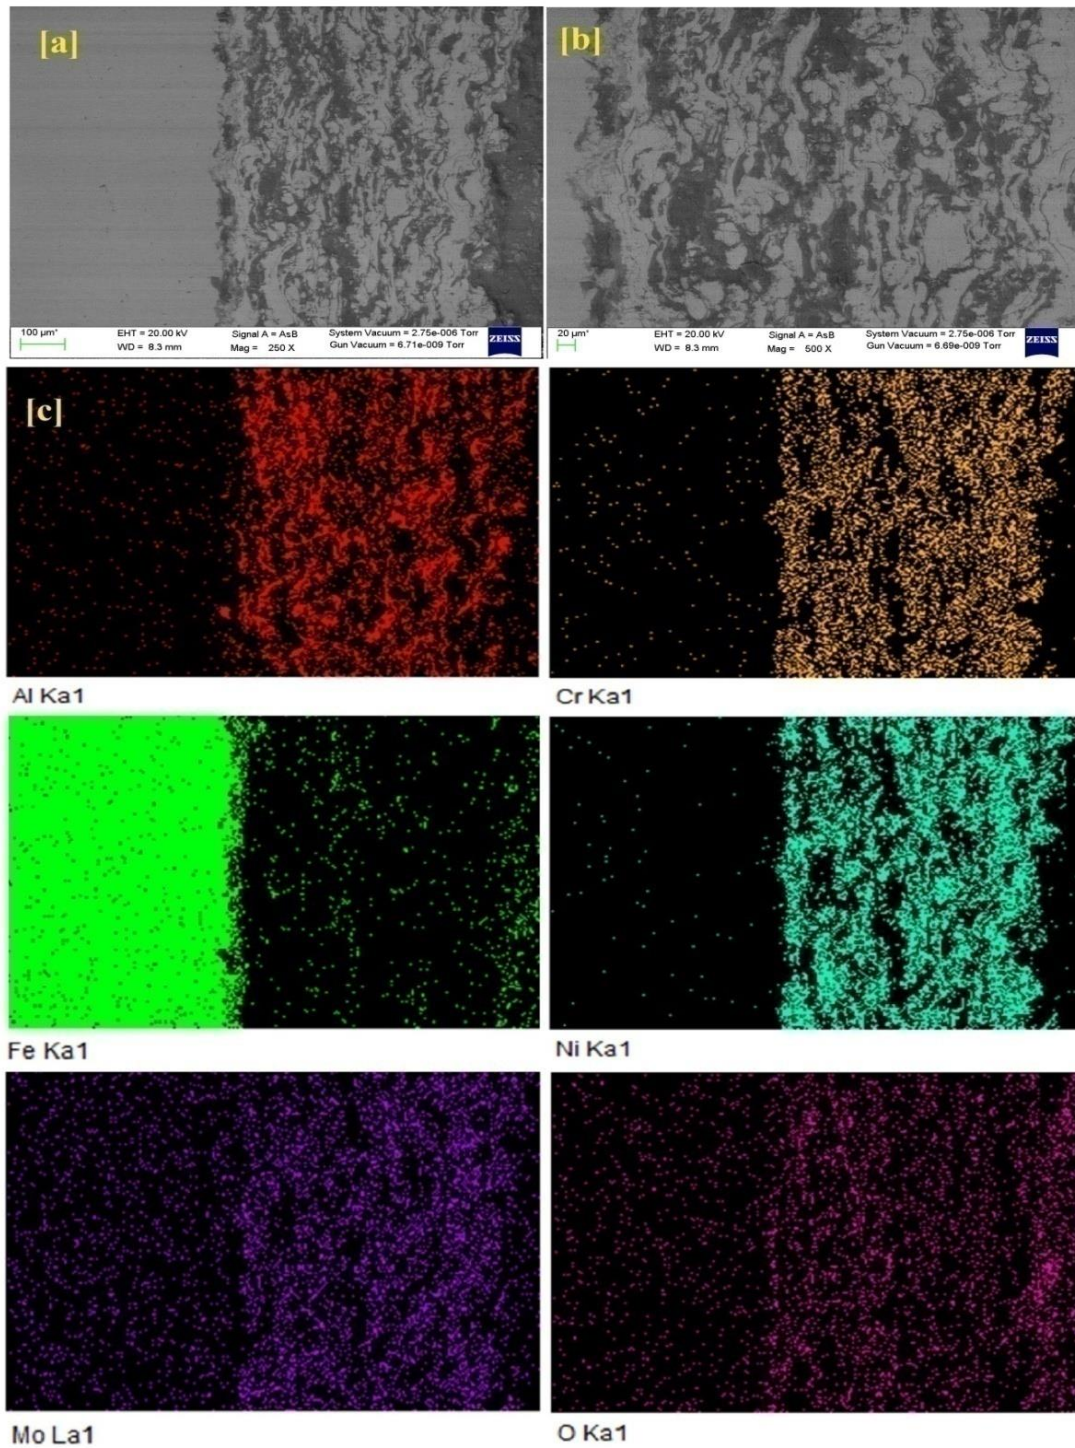 [a]
[b]
100 µm* EHT = 20.00 kV Signal A = AsB System Vacuum = 2.75e-006 Torr
WD = 8.3 mm Mag = 250 X Gun Vacuum = 6.71e-009 Torr
ZEISS
20 µm* EHT = 20.00 kV Signal A = AsB System Vacuum = 2.75e-006 Torr
WD = 8.3 mm Mag = 500 X Gun Vacuum = 6.69e-009 Torr
ZEISS
[c]
Al Ka1
Cr Ka1
Fe Ka1
Ni Ka1
Mo La1
O Ka1